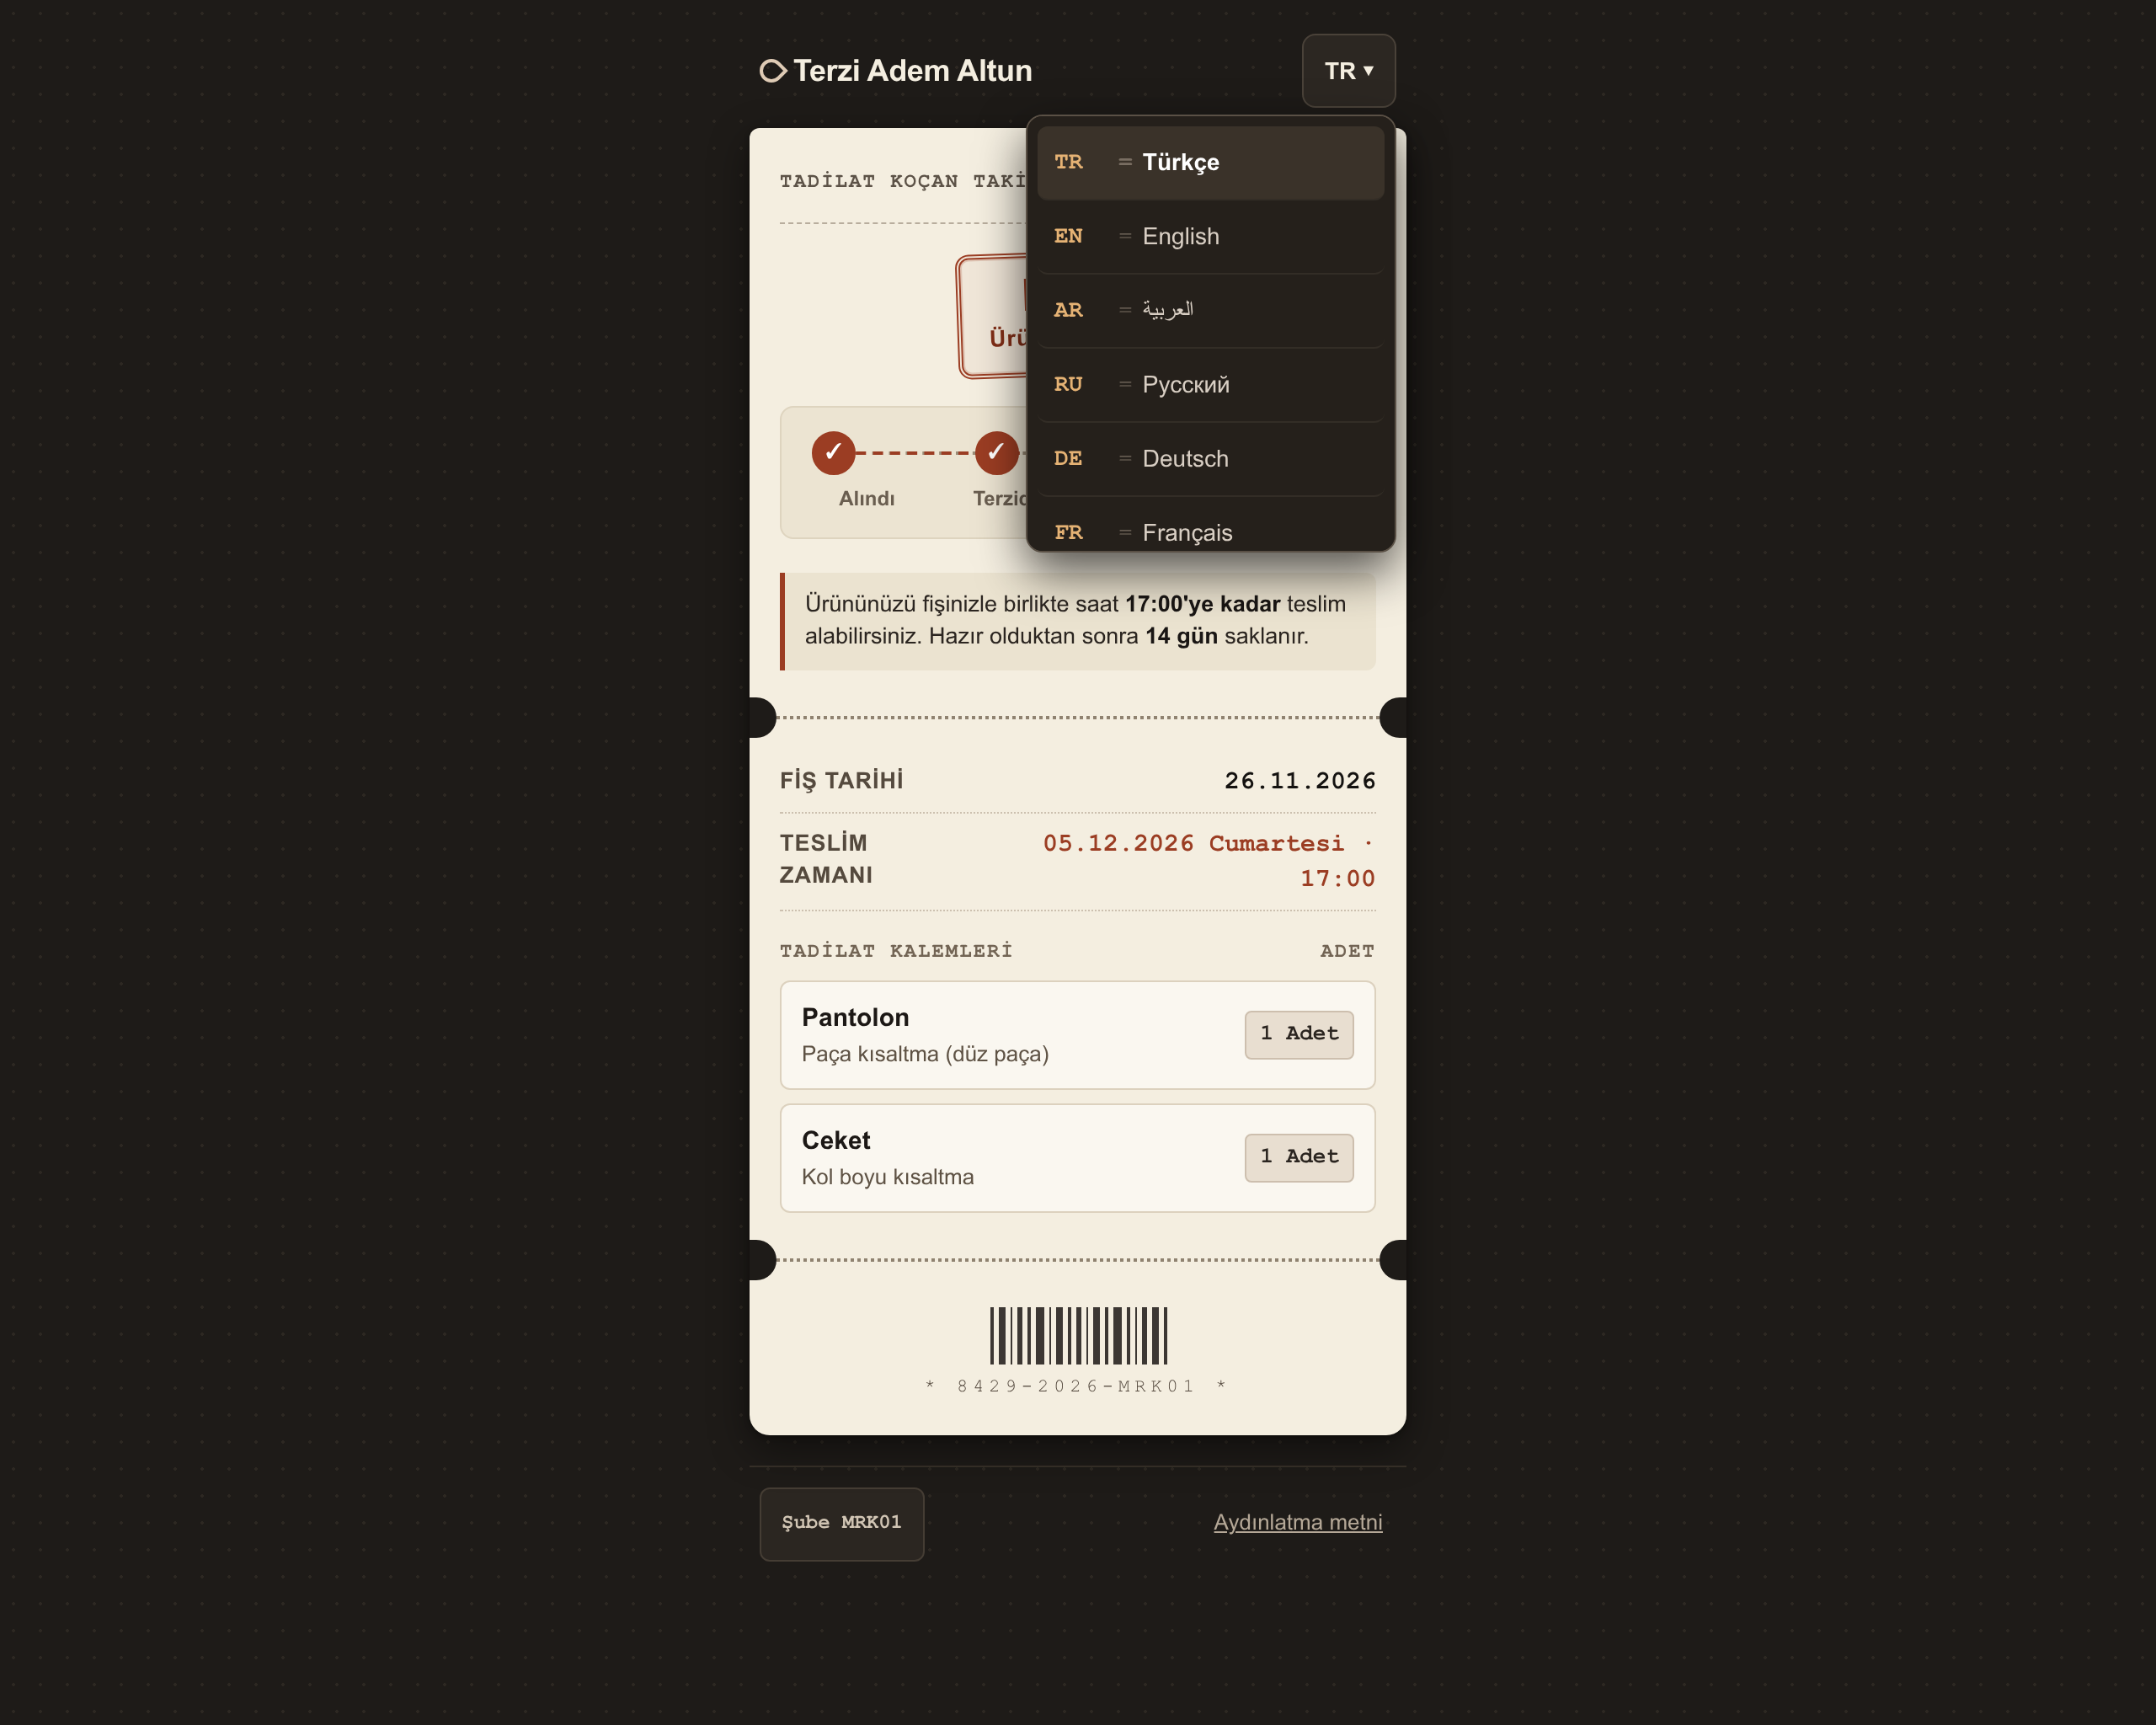 Terzi Adem Altun
TR ▾
TR = Türkçe
EN = English
AR = العربية
RU = Русский
DE = Deutsch
FR = Français
TADİLAT KOÇAN
✓ ✓
Alındı
Ürününüzü fişinizle birlikte saat 17:00'ye kadar teslim
alabilirsiniz. Hazır olduktan sonra 14 gün saklanır.
FİŞ TARİHİ 26.11.2026
TESLİM ZAMANI
05.12.2026 Cumartesi ·
17:00
TADİLAT KALEMLERİ ADET
Pantolon
Paça kısaltma (düz paça)
1 Adet
Ceket
Kol boyu kısaltma
1 Adet
* 8429-2026-MRK01 *
Şube MRK01
Aydınlatma metni